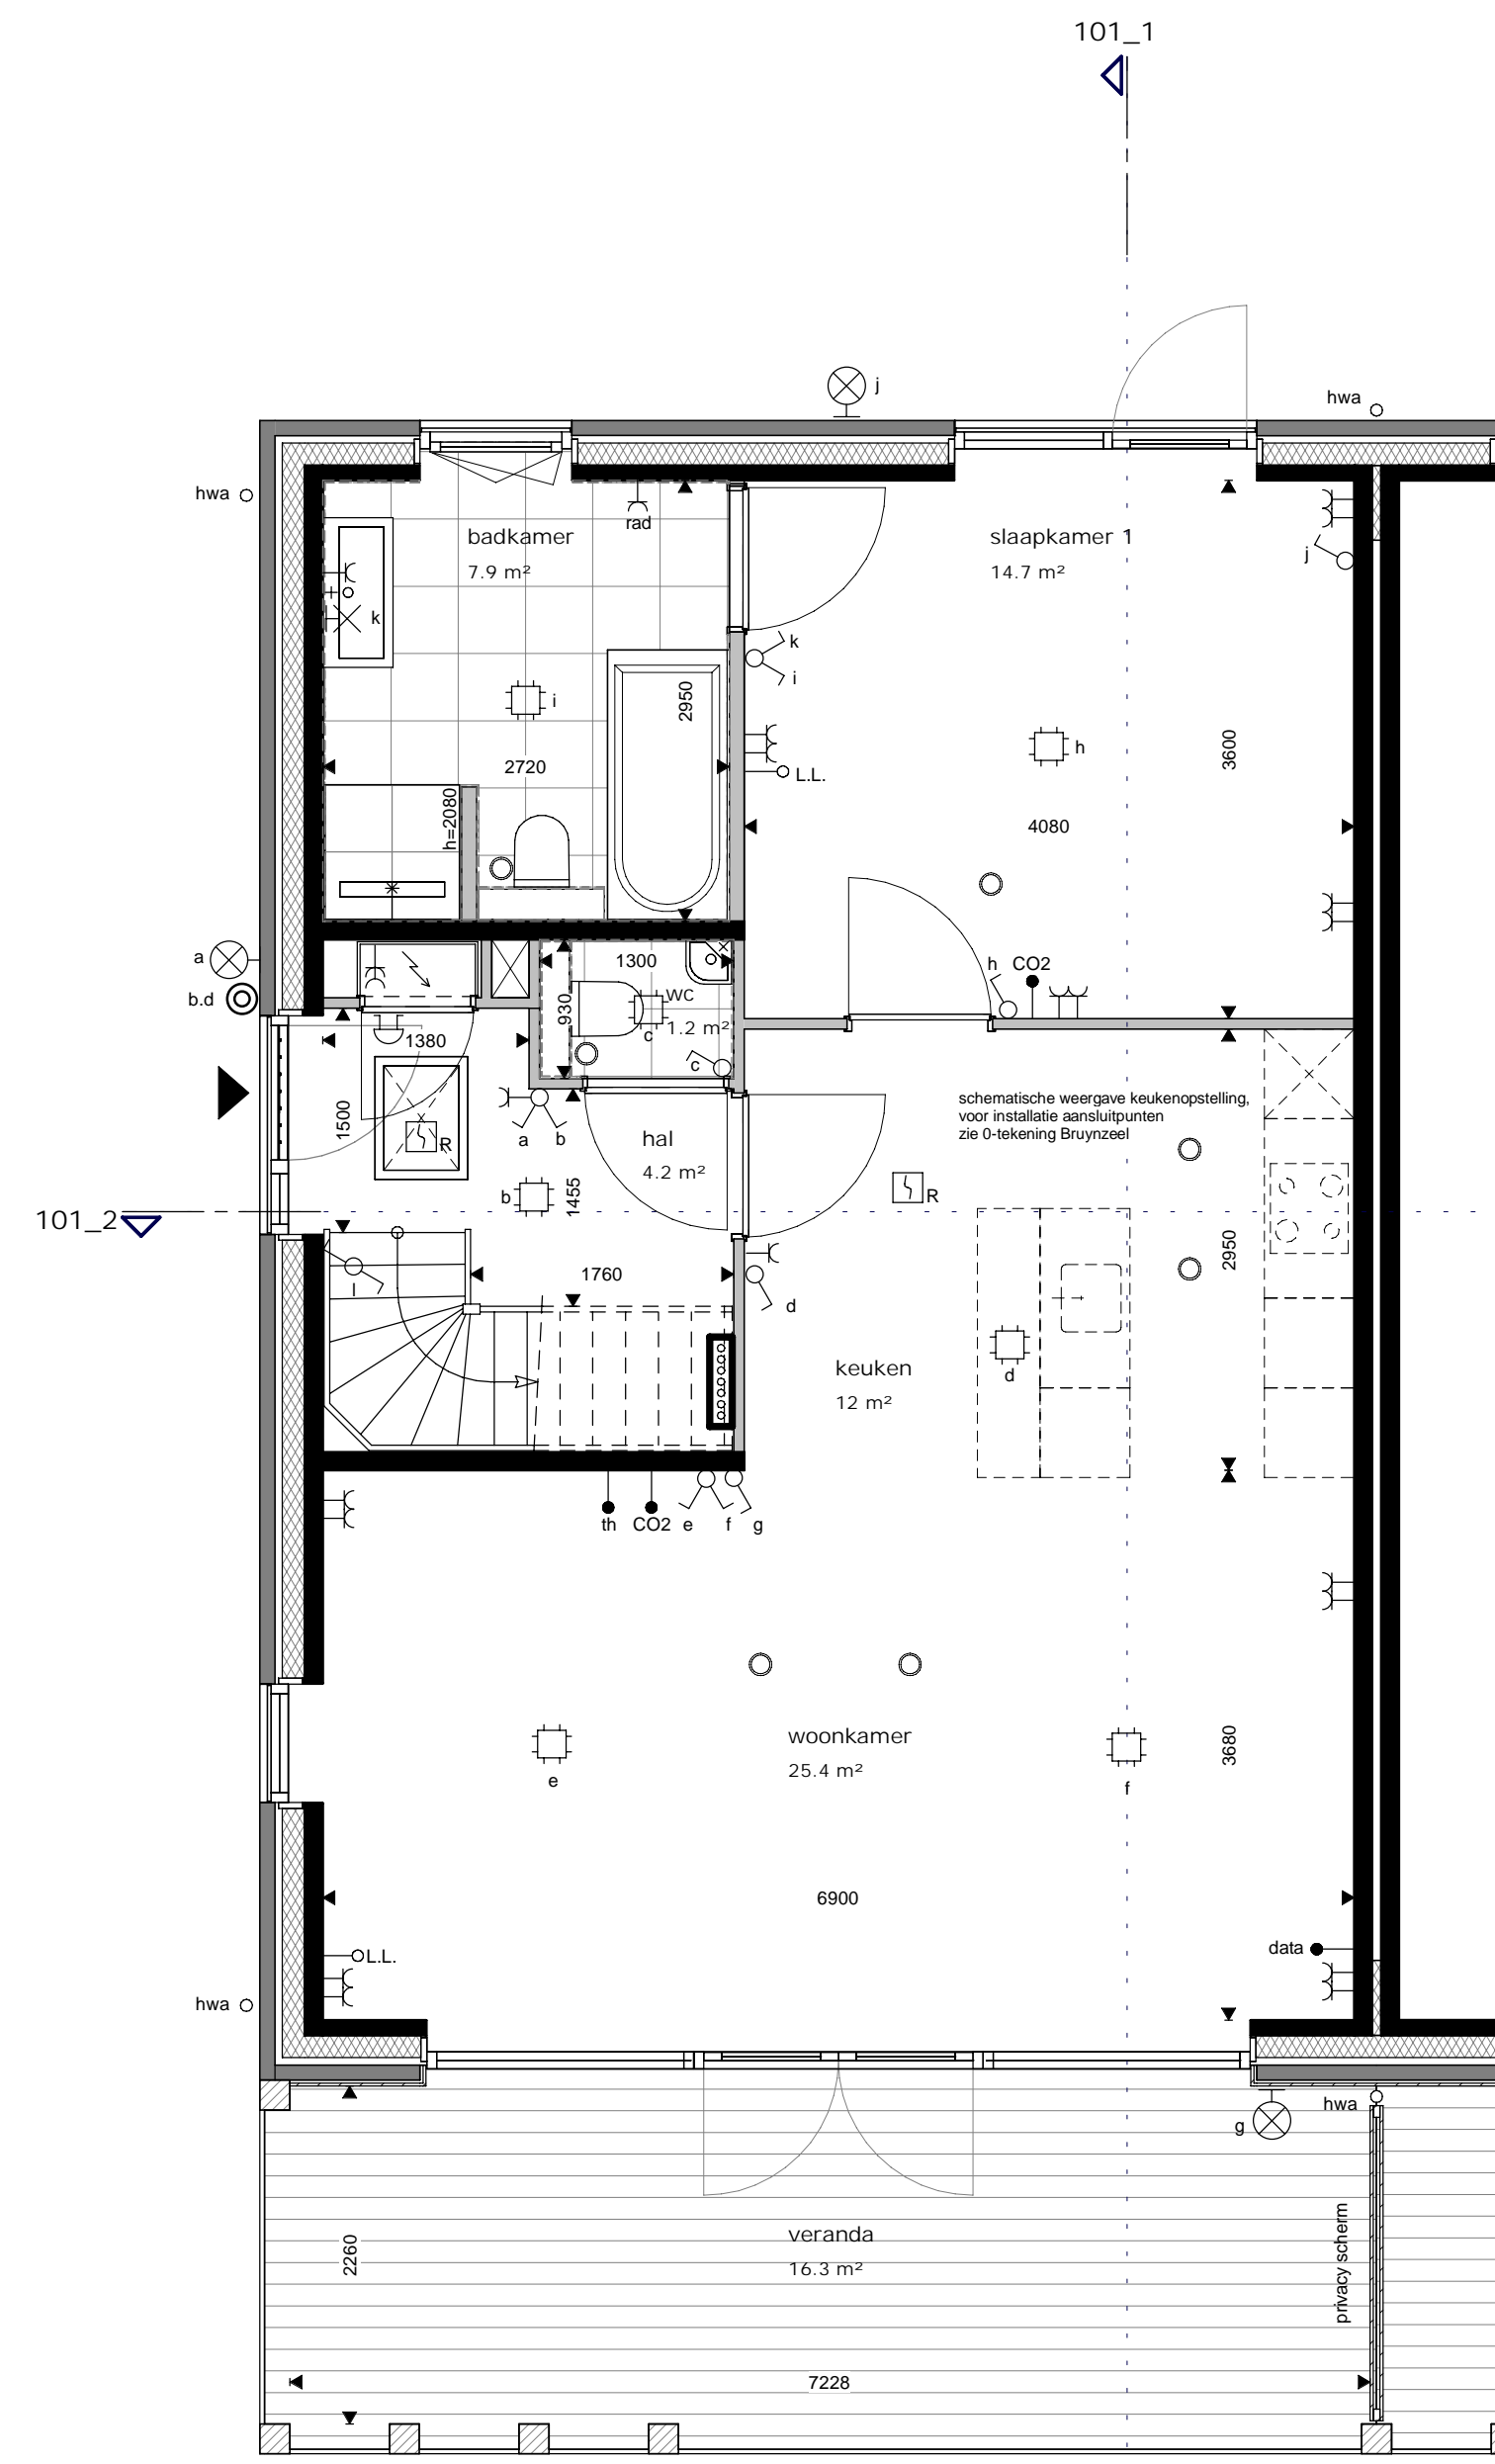 101_1
j
hwa
hwa
rad
badkamer
7.9 m²
slaapkamer 1
14.7 m²
j
k
k
i
i
2950
h
3600
2720
L.L.
h=2080
4080
a
b.d
1300
h
CO2
WC
930
c
1.2 m²
1380
c
schematische weergave keukenopstelling,
voor installatie aansluitpunten
zie 0-tekening Bruynzeel
1500
a
b
hal
R
4.2 m²
b
1455
R
101_2
2950
1760
l
d
keuken
d
12 m²
th
CO2
e
f
g
woonkamer
25.4 m²
3680
e
f
6900
L.L.
data
hwa
hwa
g
veranda
16.3 m²
2260
privacy scherm
7228